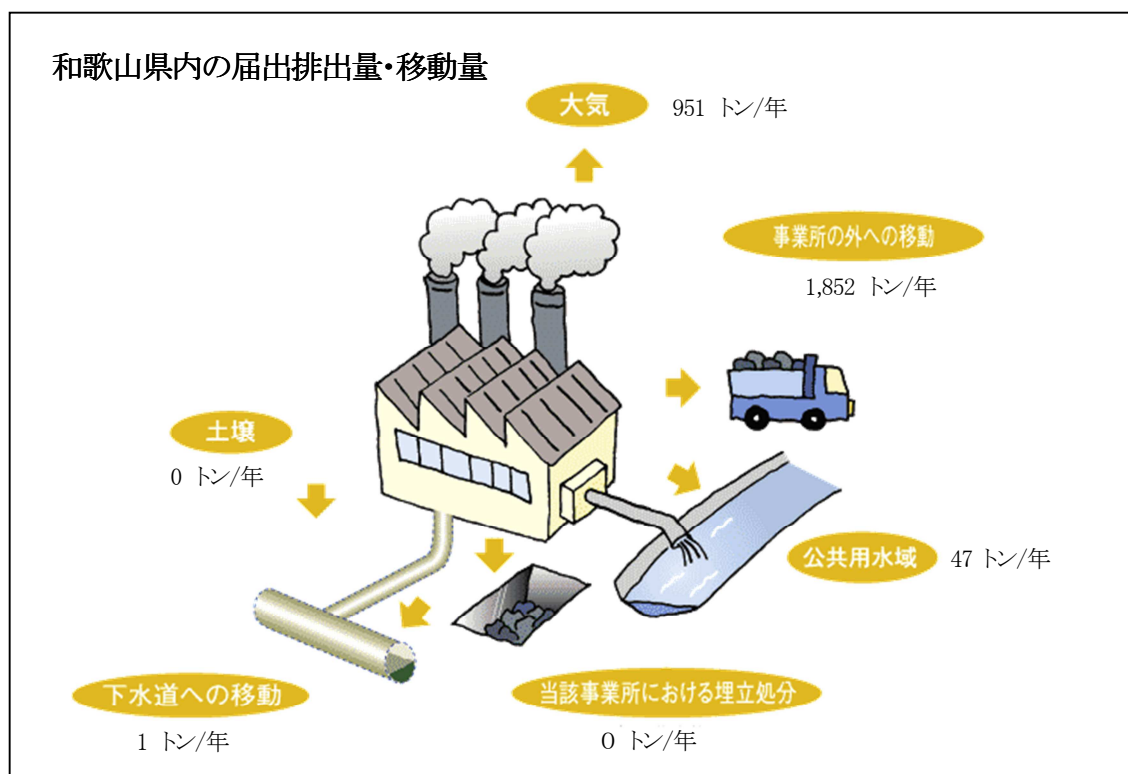 和歌山県内の届出排出量・移動量
大気 951 トン/年
事業所の外への移動
1,852 トン/年
土壌
0 トン/年
公共用水域 47 トン/年
下水道への移動
1 トン/年
当該事業所における埋立処分
0 トン/年